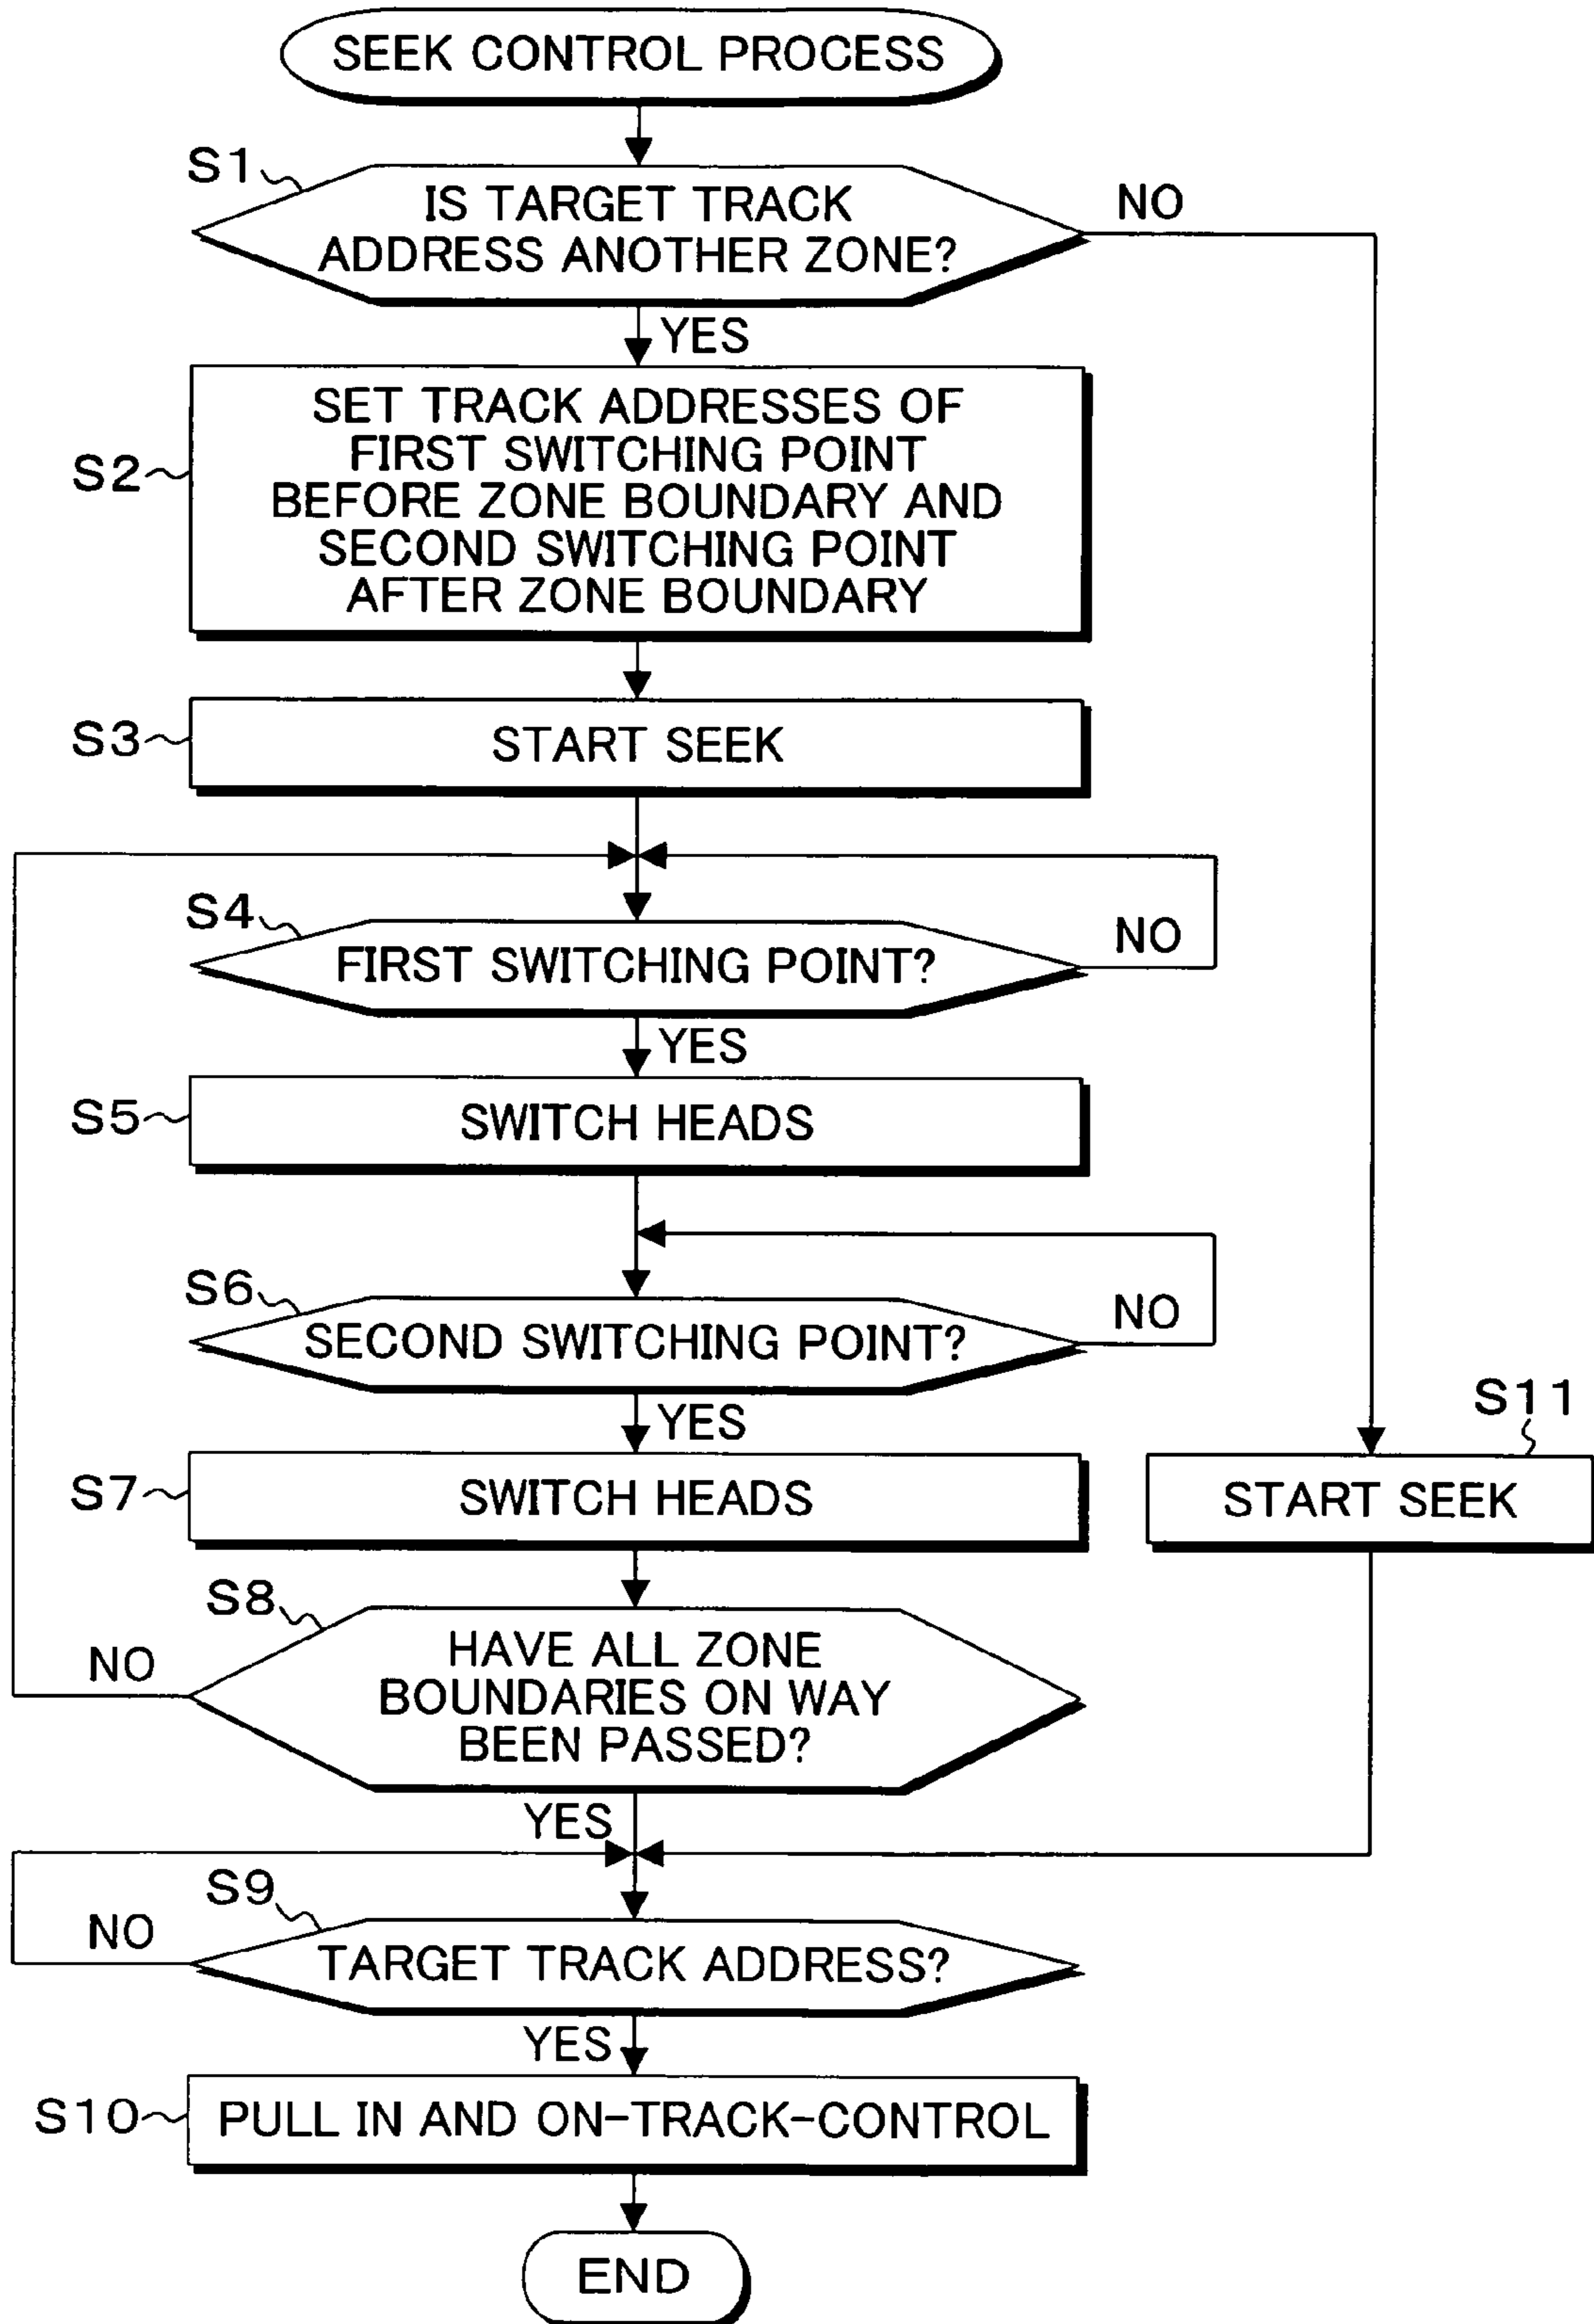 SEEK CONTROL PROCESS
S1
IS TARGET TRACK
ADDRESS ANOTHER ZONE?
NO
YES
S2
SET TRACK ADDRESSES OF
FIRST SWITCHING POINT
BEFORE ZONE BOUNDARY AND
SECOND SWITCHING POINT
AFTER ZONE BOUNDARY
S3
START SEEK
S4
FIRST SWITCHING POINT?
NO
YES
S5
SWITCH HEADS
S6
SECOND SWITCHING POINT?
NO
YES
S7
SWITCH HEADS
S11
START SEEK
S8
HAVE ALL ZONE
BOUNDARIES ON WAY
BEEN PASSED?
NO
YES
S9
TARGET TRACK ADDRESS?
NO
YES
S10
PULL IN AND ON-TRACK-CONTROL
END